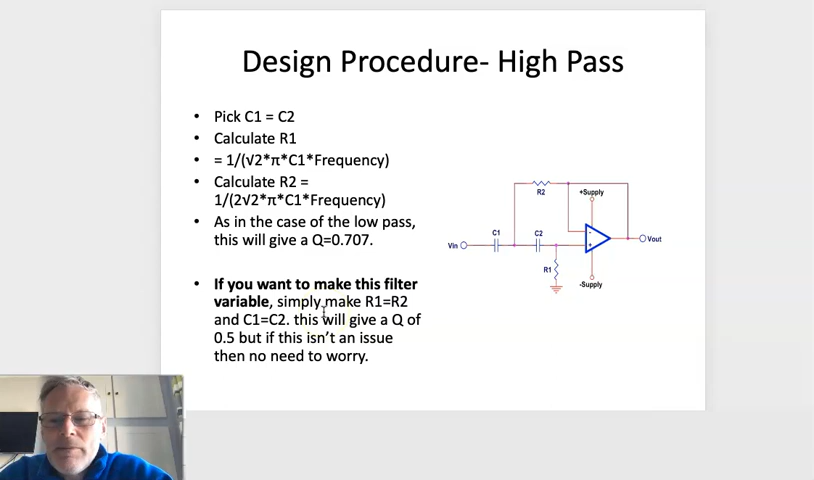 Design Procedure- High Pass
• Pick C1 = C2
• Calculate R1
• = 1/(√2*π*C1*Frequency)
• Calculate R2 =
1/(2√2*π*C1*Frequency)
• As in the case of the low pass,
this will give a Q=0.707.
• If you want to make this filter
variable, simply make R1=R2
and C1=C2. this will give a Q of
0.5 but if this isn’t an issue
then no need to worry.
R2
+Supply
C1
C2
Vin
-
+
Vout
R1
-Supply